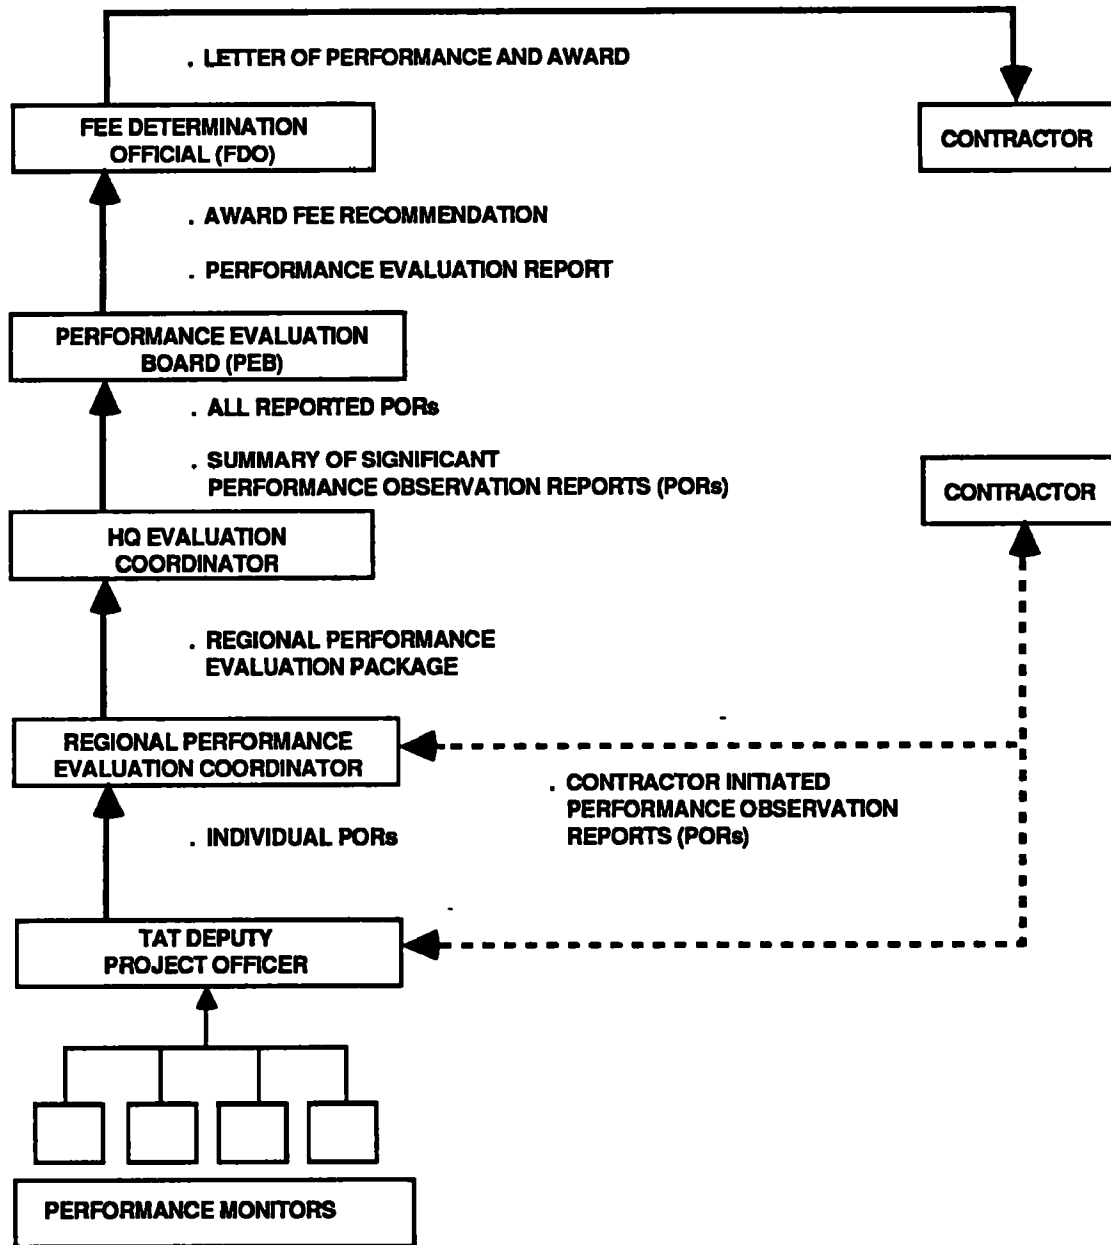 . LETTER OF PERFORMANCE AND AWARD
FEE DETERMINATION
OFFICIAL (FDO)
CONTRACTOR
. AWARD FEE RECOMMENDATION
. PERFORMANCE EVALUATION REPORT
PERFORMANCE EVALUATION
BOARD (PEB)
. ALL REPORTED PORs
. SUMMARY OF SIGNIFICANT
PERFORMANCE OBSERVATION REPORTS (PORs)
CONTRACTOR
HQ EVALUATION
COORDINATOR
. REGIONAL PERFORMANCE
EVALUATION PACKAGE
REGIONAL PERFORMANCE
EVALUATION COORDINATOR
. CONTRACTOR INITIATED
PERFORMANCE OBSERVATION
REPORTS (PORs)
. INDIVIDUAL PORs
TAT DEPUTY
PROJECT OFFICER
PERFORMANCE MONITORS